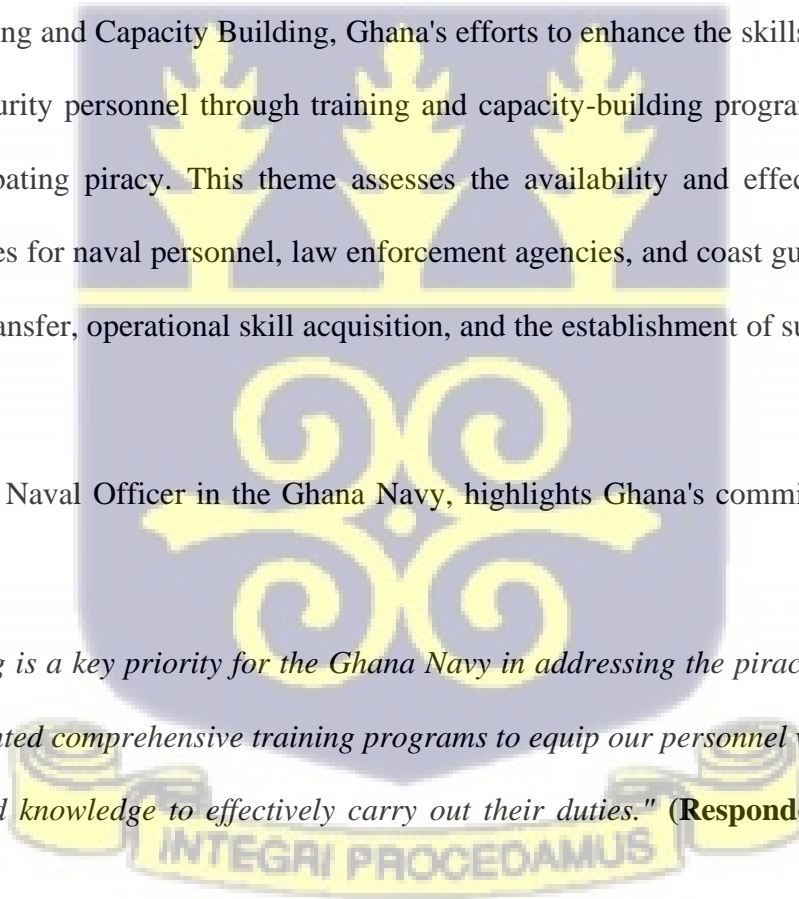 ing and Capacity Building, Ghana's efforts to enhance the skills
urity personnel through training and capacity-building program
bating piracy. This theme assesses the availability and effec
es for naval personnel, law enforcement agencies, and coast gu
ansfer, operational skill acquisition, and the establishment of su
Naval Officer in the Ghana Navy, highlights Ghana's commi
g is a key priority for the Ghana Navy in addressing the pirac
nted comprehensive training programs to equip our personnel
d knowledge to effectively carry out their duties." (Responde
INTEGRI PROCEDAMUS